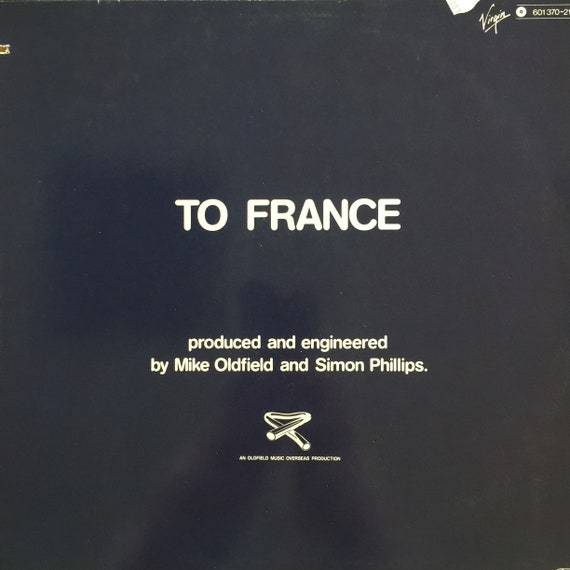 Virgin
601 370-21
TO FRANCE
produced and engineered
by Mike Oldfield and Simon Phillips.
AN OLDFIELD MUSIC OVERSEAS PRODUCTION